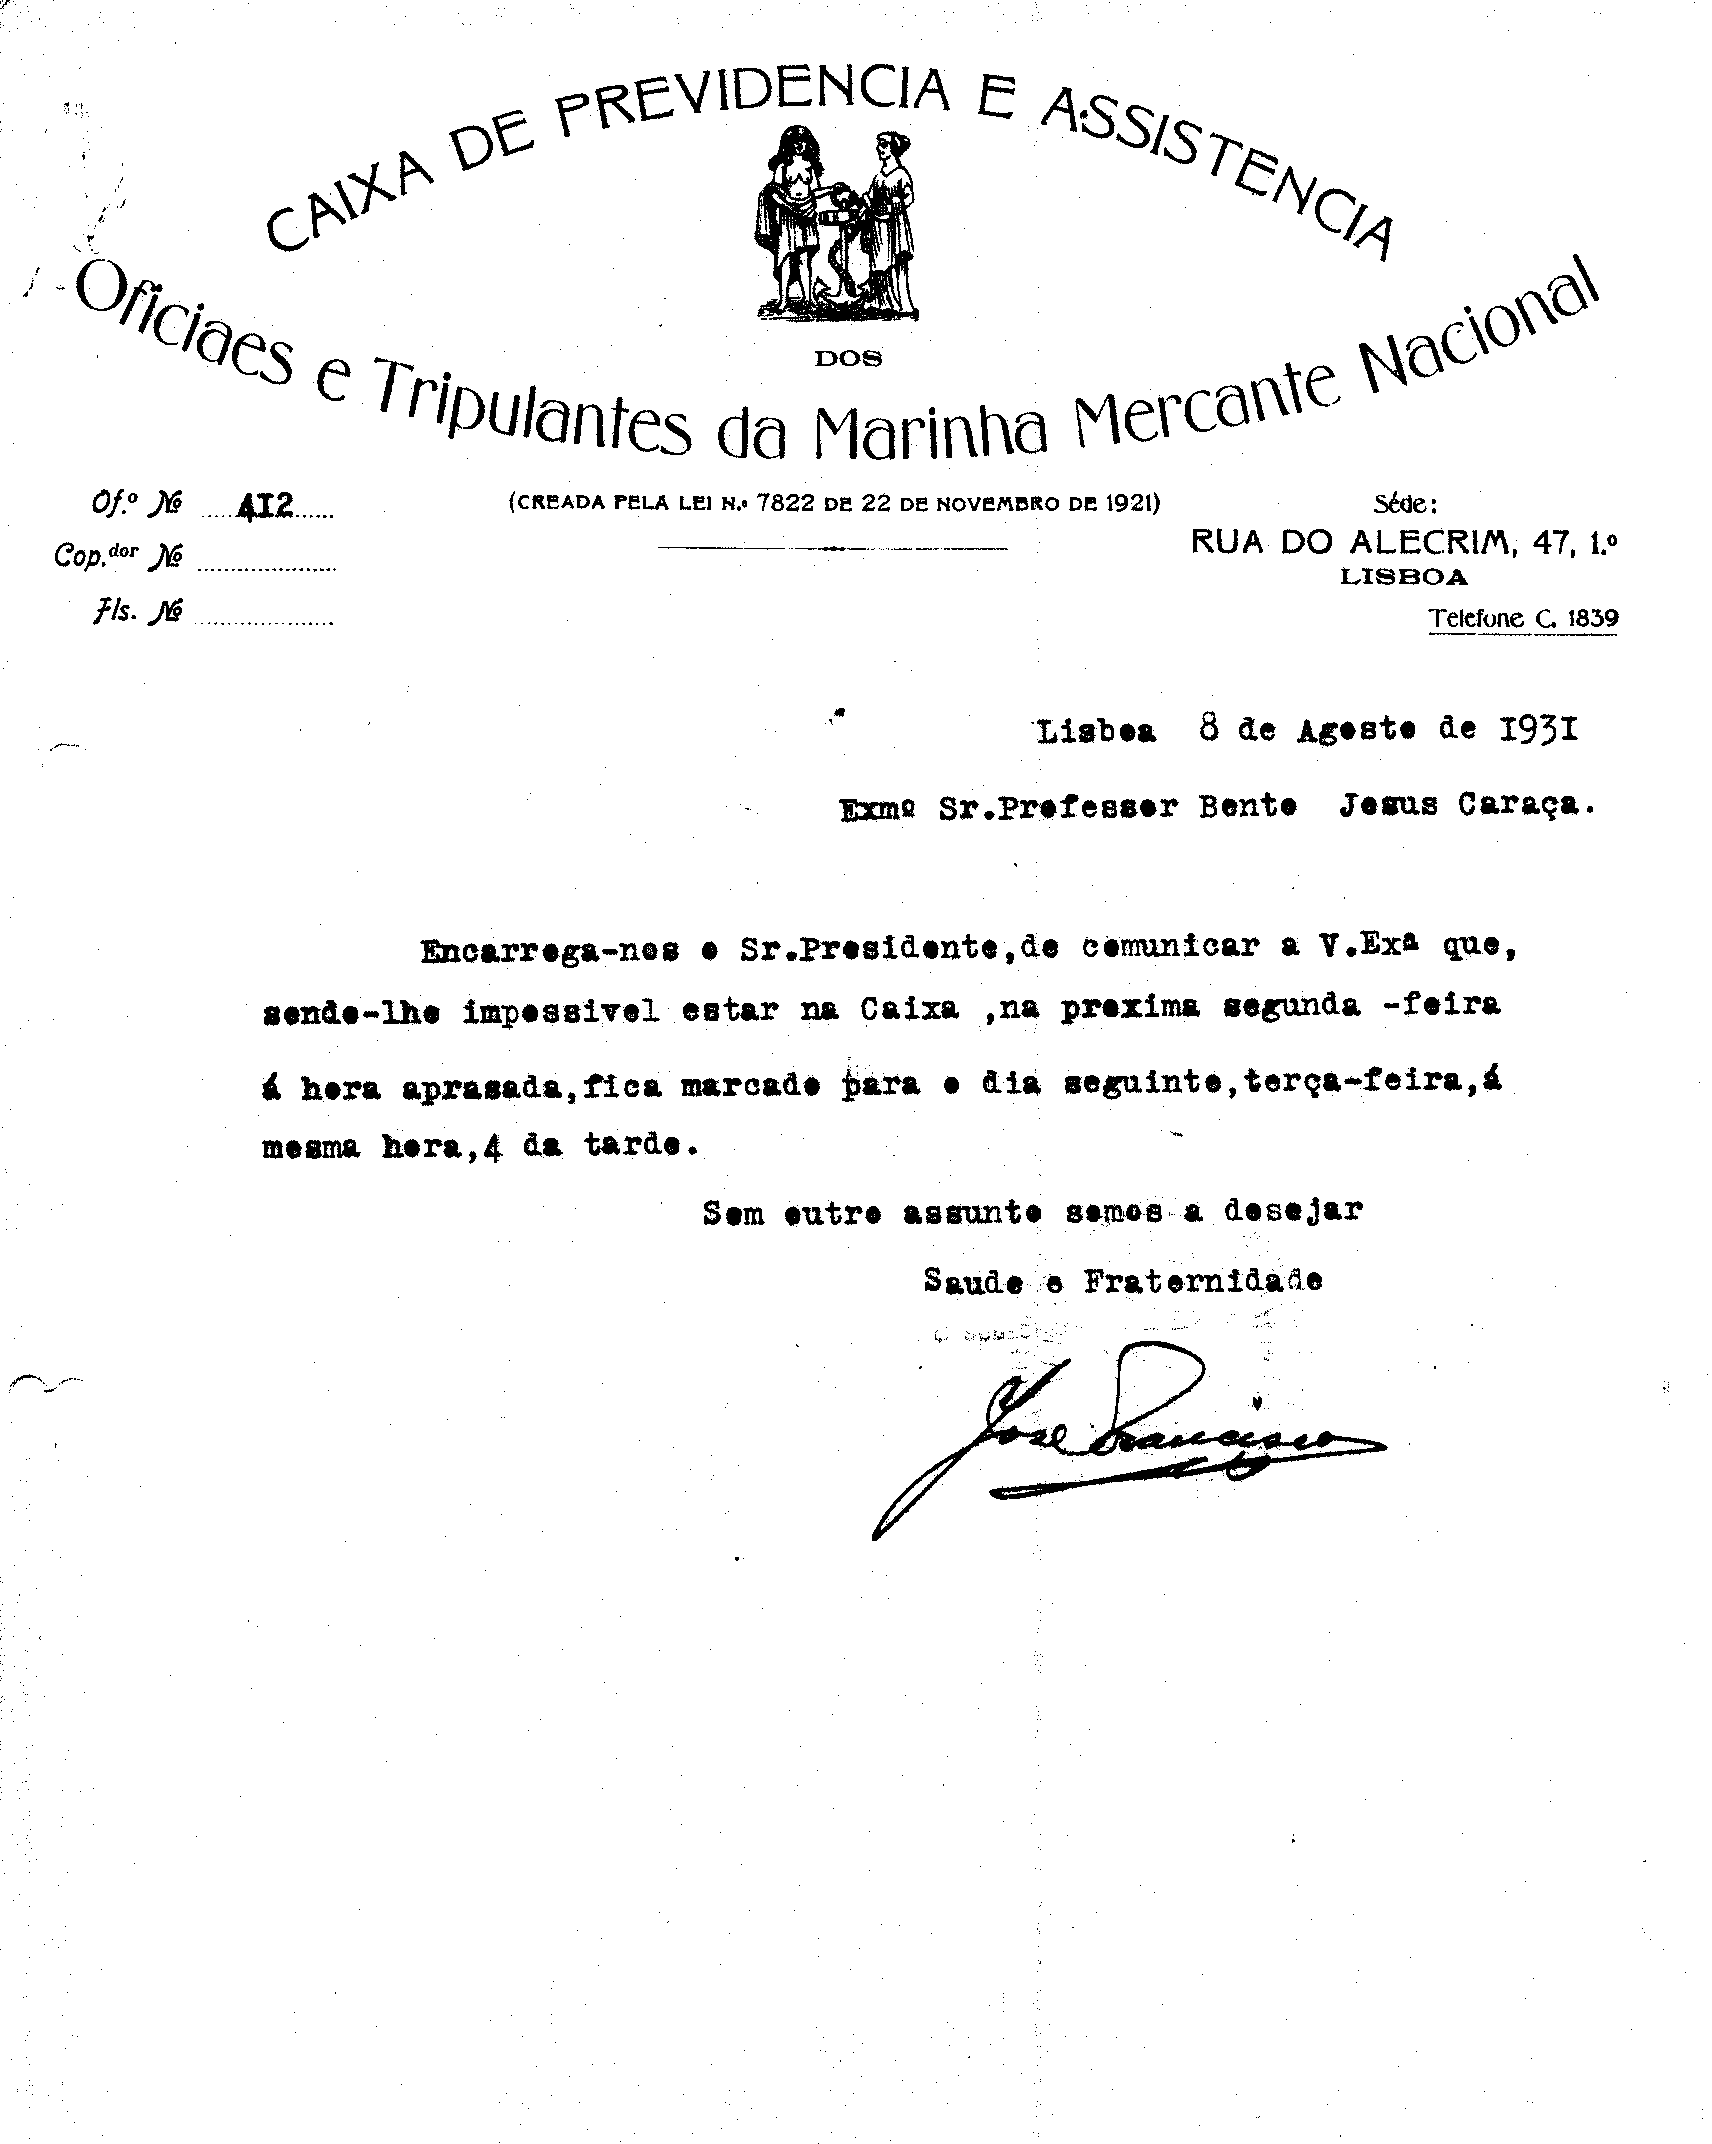 CAIXA DE PREVIDENCIA E ASSISTENCIA
DOS
Oficiaes e Tripulantes da Marinha Mercante Nacional
(CREADA PELA LEI N.º 7822 DE 22 DE NOVEMBRO DE 1921)
Of.º Nº 4I2
Cop.dor Nº
Fls. Nº
Séde:
RUA DO ALECRIM, 47, 1.º
LISBOA
Telefone C. 1839
Lisboa 8 de Agosto de I93I
Exmº Sr.Professor Bento Jesus Caraça.
Encarrega-nos o Sr.Presidente,de comunicar a V.Exª que,
sendo-lhe impossivel estar na Caixa ,na proxima segunda -feira
á hora aprasada,fica marcado para o dia seguinte,terça-feira,á
mesma hora,4 da tarde.
Sem outro assunto somos a desejar
Saude e Fraternidade
José Francisco